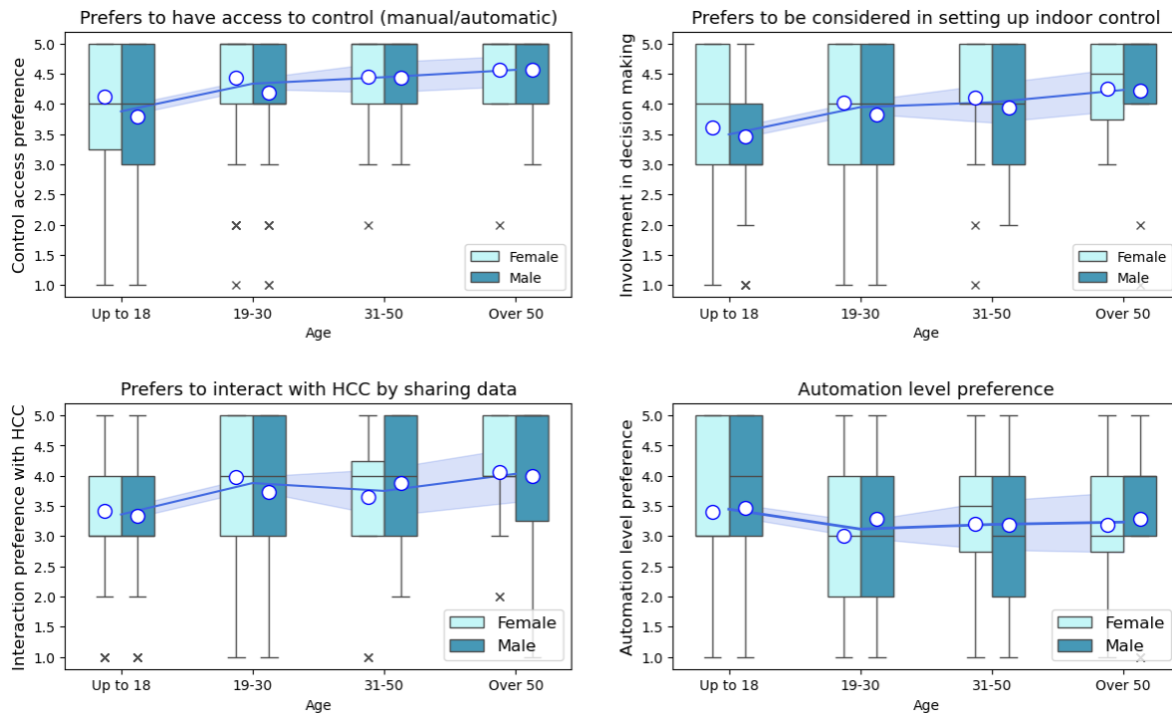 Prefers to have access to control (manual/automatic)
Control access preference
5.0
4.5
4.0
3.5
3.0
2.5
2.0
1.5
1.0
Female
Male
Up to 18
19-30
31-50
Over 50
Age
Prefers to be considered in setting up indoor control
Involvement in decision making
5.0
4.5
4.0
3.5
3.0
2.5
2.0
1.5
1.0
Female
Male
Up to 18
19-30
31-50
Over 50
Age
Prefers to interact with HCC by sharing data
Interaction preference with HCC
5.0
4.5
4.0
3.5
3.0
2.5
2.0
1.5
1.0
Female
Male
Up to 18
19-30
31-50
Over 50
Age
Automation level preference
Automation level preference
5.0
4.5
4.0
3.5
3.0
2.5
2.0
1.5
1.0
Female
Male
Up to 18
19-30
31-50
Over 50
Age